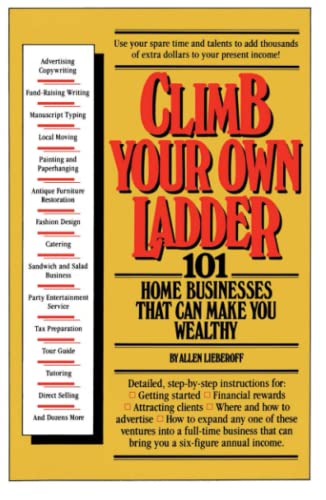 Use your spare time and talents to add thousands
of extra dollars to your present income!
CLIMB
YOUR OWN
LADDER
101
HOME BUSINESSES
THAT CAN MAKE YOU
WEALTHY
BY ALLEN LIEBEROFF
Detailed, step-by-step instructions for:
□ Getting started □ Financial rewards
□ Attracting clients □ Where and how to
advertise □ How to expand any one of these
ventures into a full-time business that can
bring you a six-figure annual income.
Advertising
Copywriting
Fund-Raising Writing
Manuscript Typing
Local Moving
Painting and
Paperhanging
Antique Furniture
Restoration
Fashion Design
Catering
Sandwich and Salad
Business
Party Entertainment
Service
Tax Preparation
Tour Guide
Tutoring
Direct Selling
And Dozens More